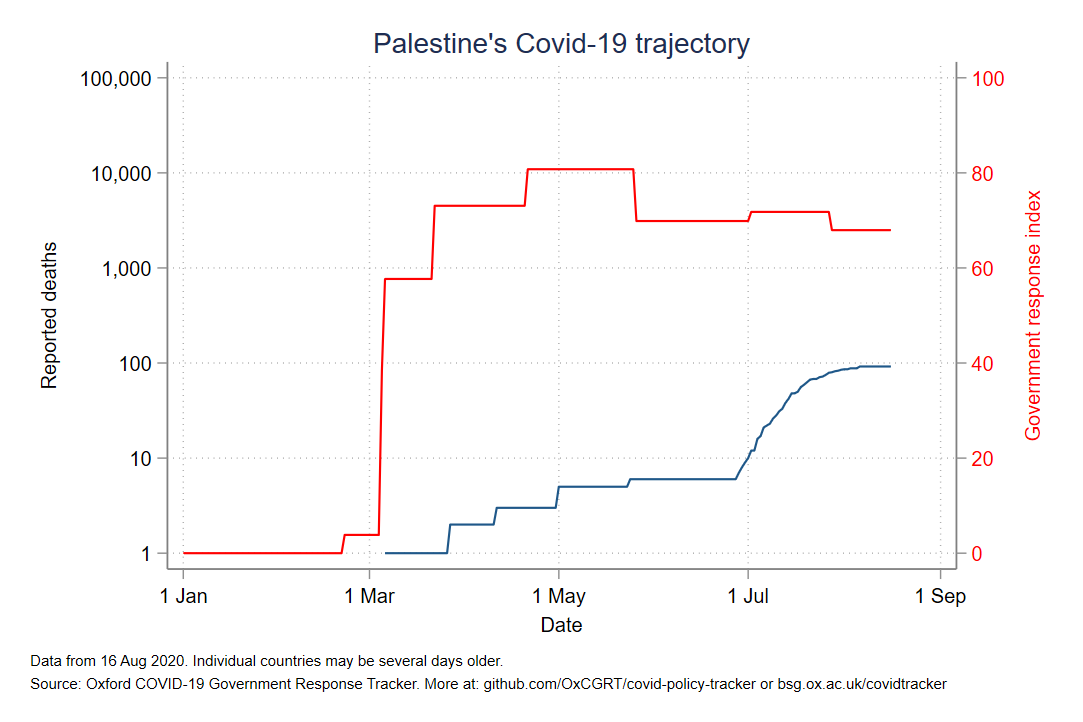 Palestine's Covid-19 trajectory
100,000
10,000
1,000
100
10
1
Reported deaths
100
80
60
40
20
0
Government response index
1 Jan
1 Mar
1 May
1 Jul
1 Sep
Date
Data from 16 Aug 2020. Individual countries may be several days older.
Source: Oxford COVID-19 Government Response Tracker. More at: github.com/OxCGRT/covid-policy-tracker or bsg.ox.ac.uk/covidtracker